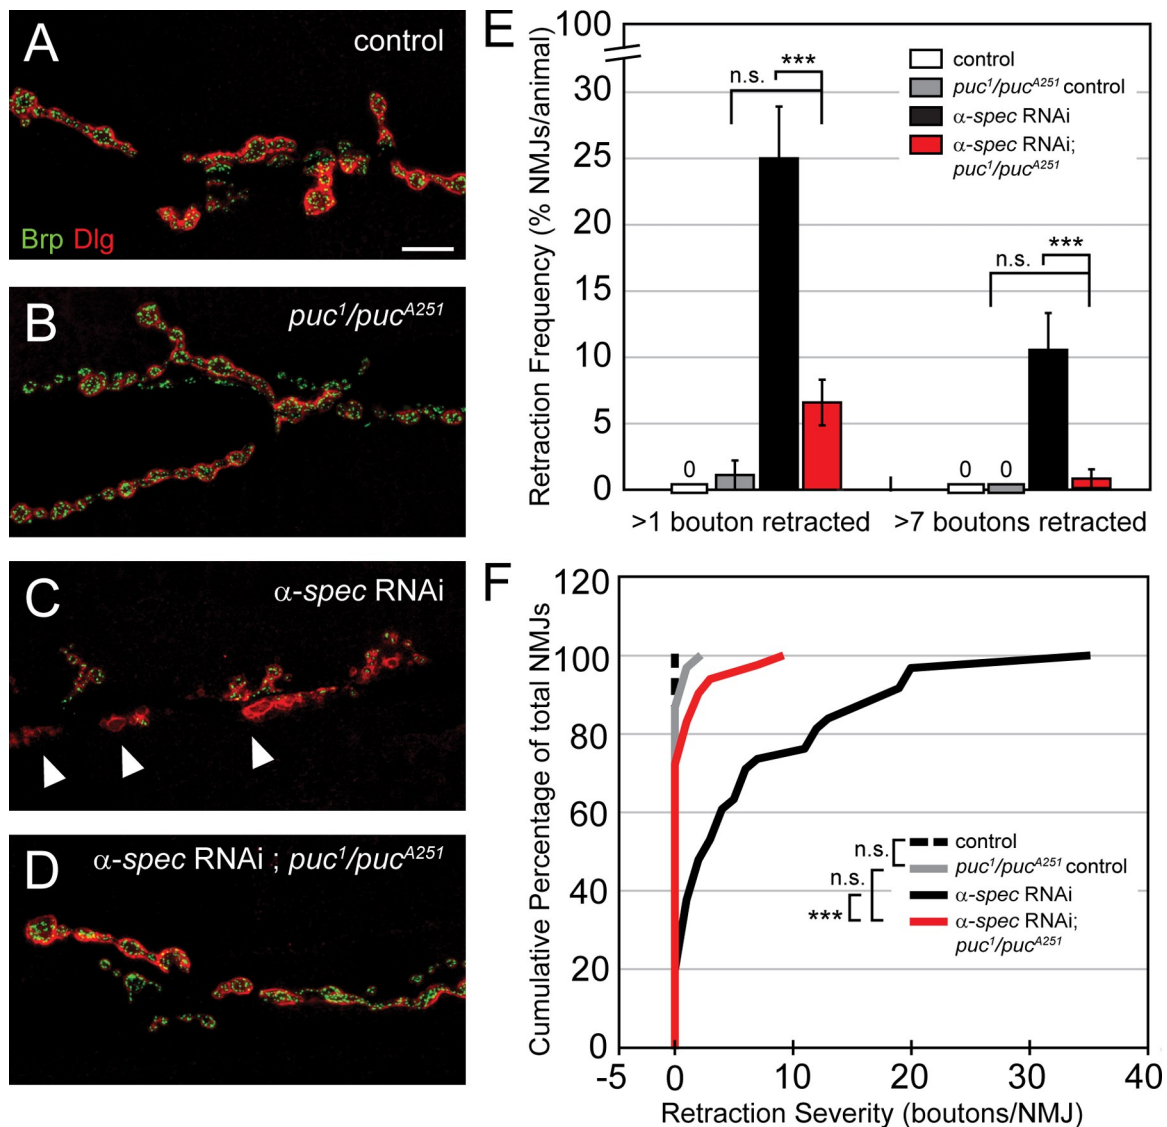 A
control
Brp Dlg
B
puc¹/pucᴬ²⁵¹
C
α-spec RNAi
D
α-spec RNAi ; puc¹/pucᴬ²⁵¹
E
Retraction Frequency (% NMJs/animal)
100
30
25
20
15
10
5
0
control
puc¹/pucᴬ²⁵¹ control
α-spec RNAi
α-spec RNAi;
puc¹/pucᴬ²⁵¹
n.s.
***
n.s.
***
0
0
0
>1 bouton retracted
>7 boutons retracted
F
Cumulative Percentage of total NMJs
120
100
80
60
40
20
0
-5
0
10
20
30
40
Retraction Severity (boutons/NMJ)
n.s.
n.s.
***
control
puc¹/pucᴬ²⁵¹ control
α-spec RNAi
α-spec RNAi;
puc¹/pucᴬ²⁵¹